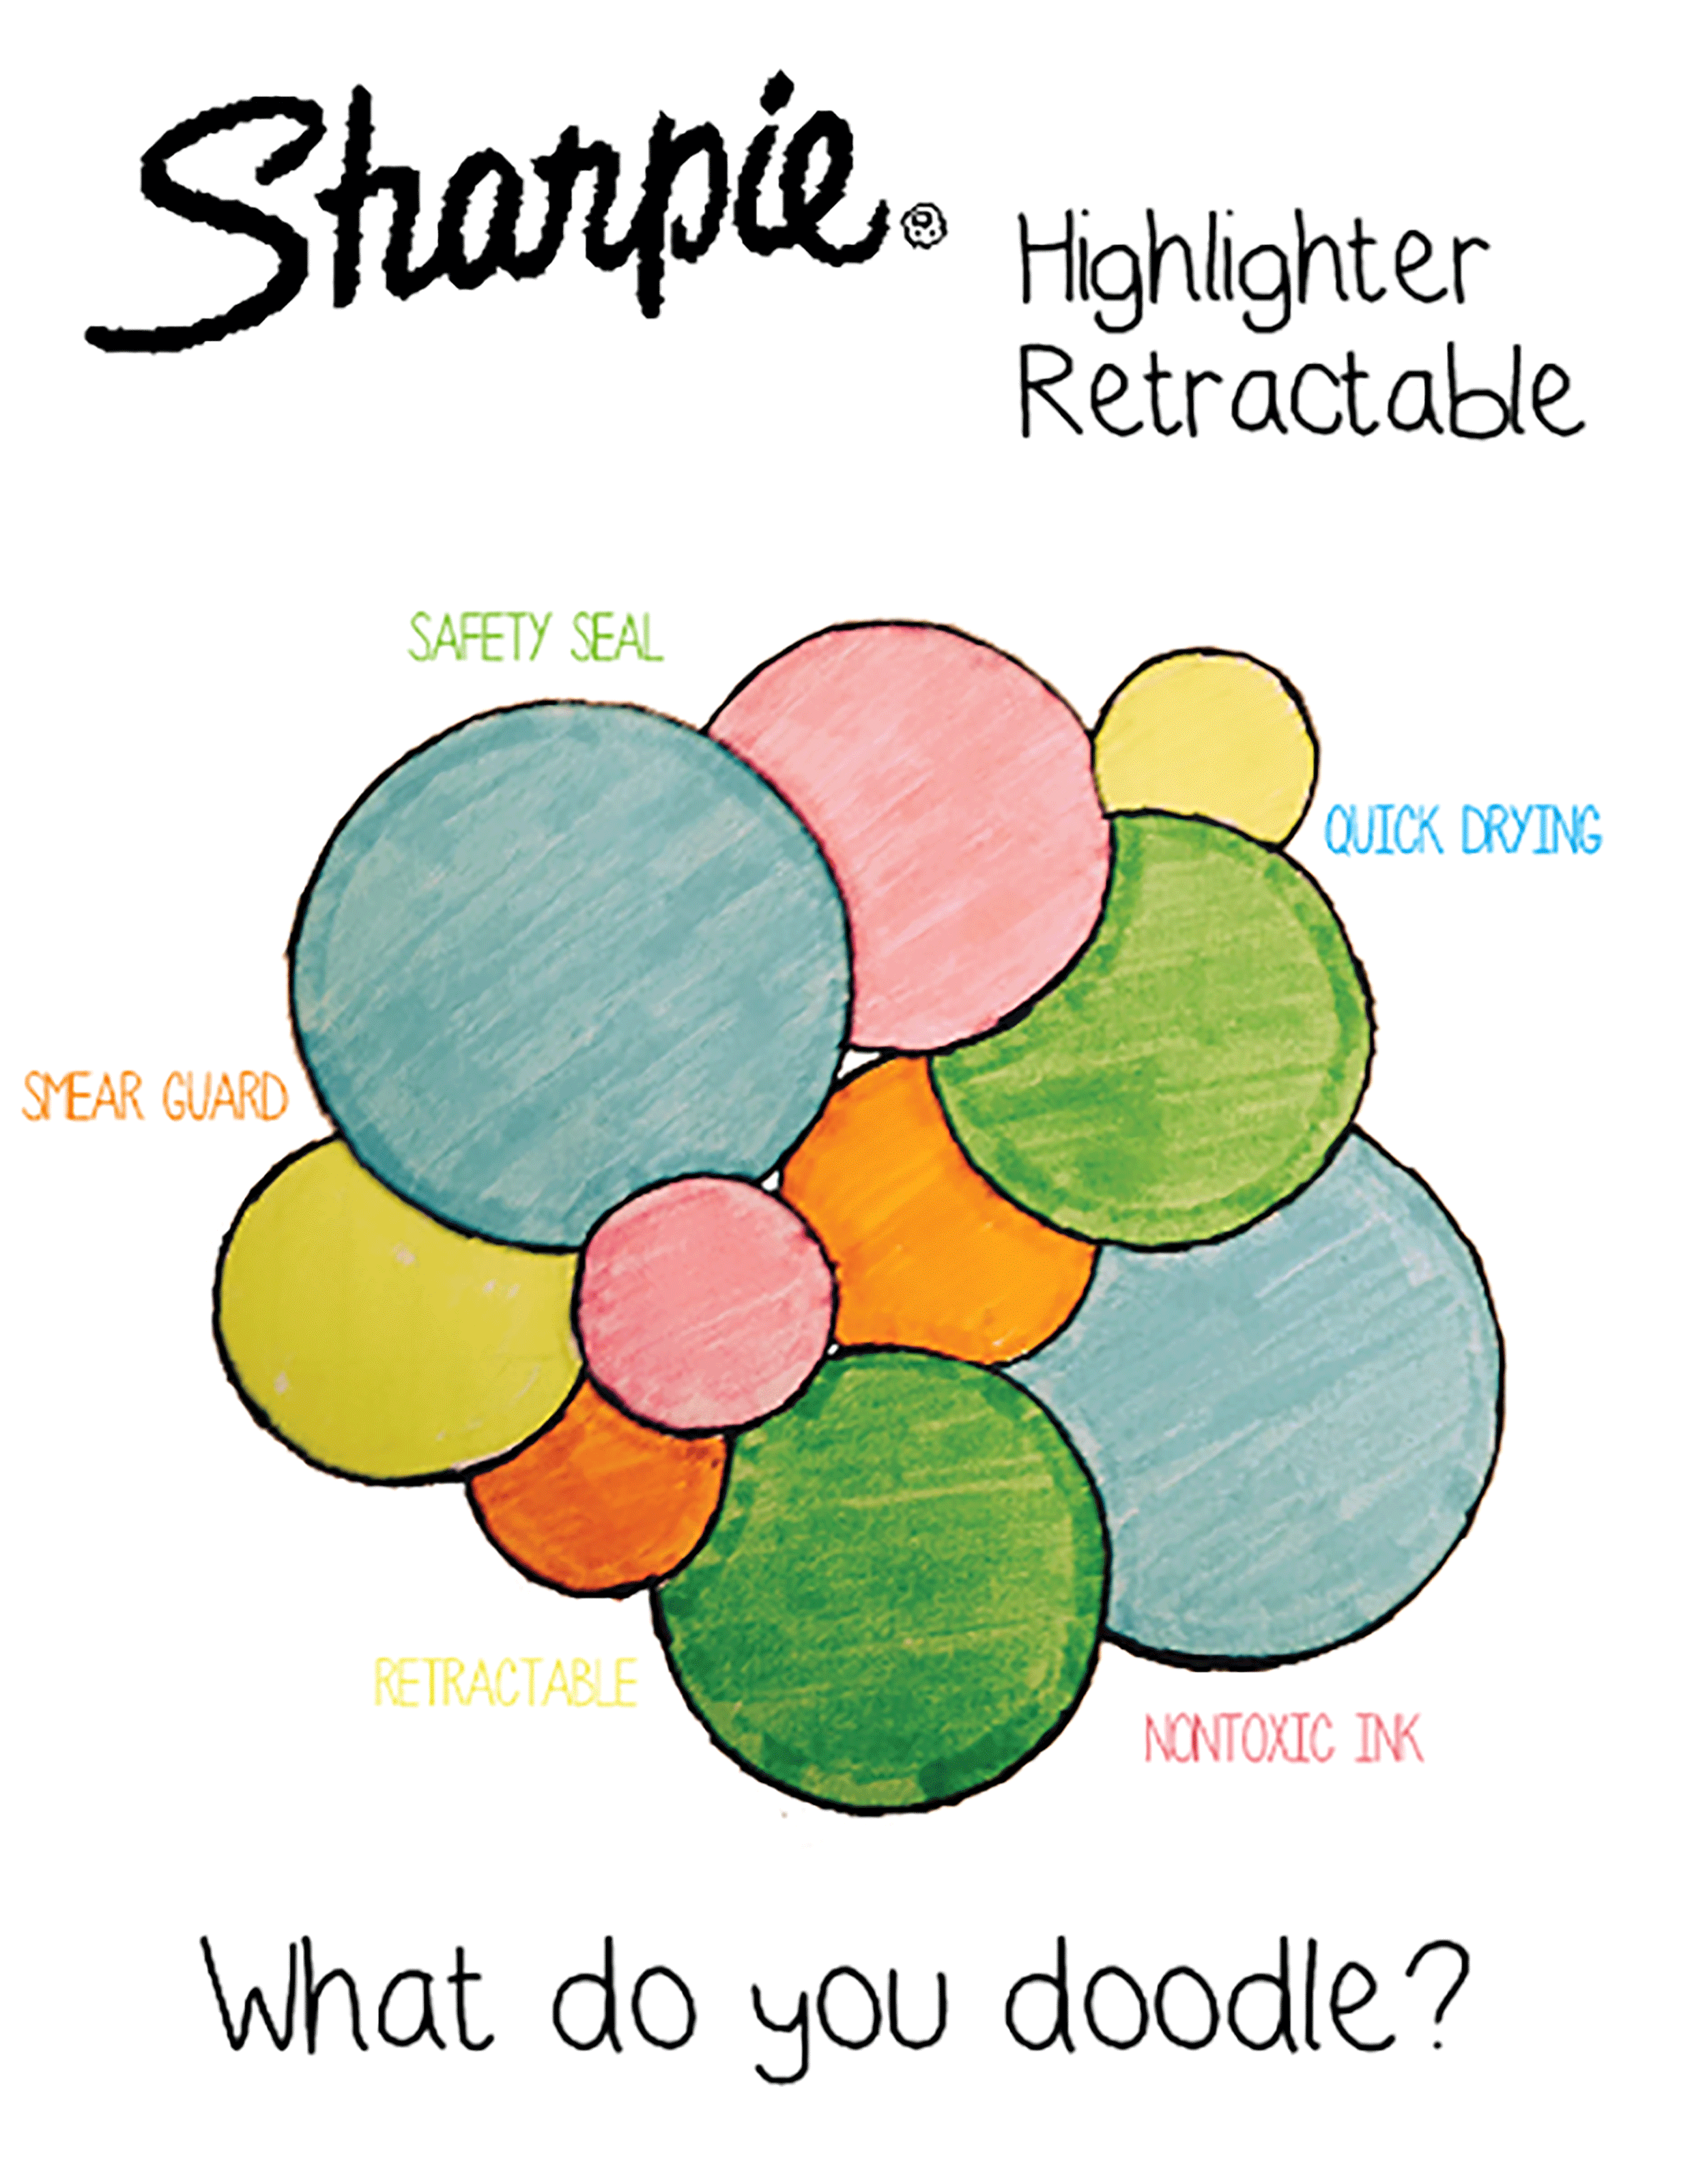 Sharpie®
Highlighter
Retractable
SAFETY SEAL
QUICK DRYING
SMEAR GUARD
RETRACTABLE
NONTOXIC INK
What do you doodle?